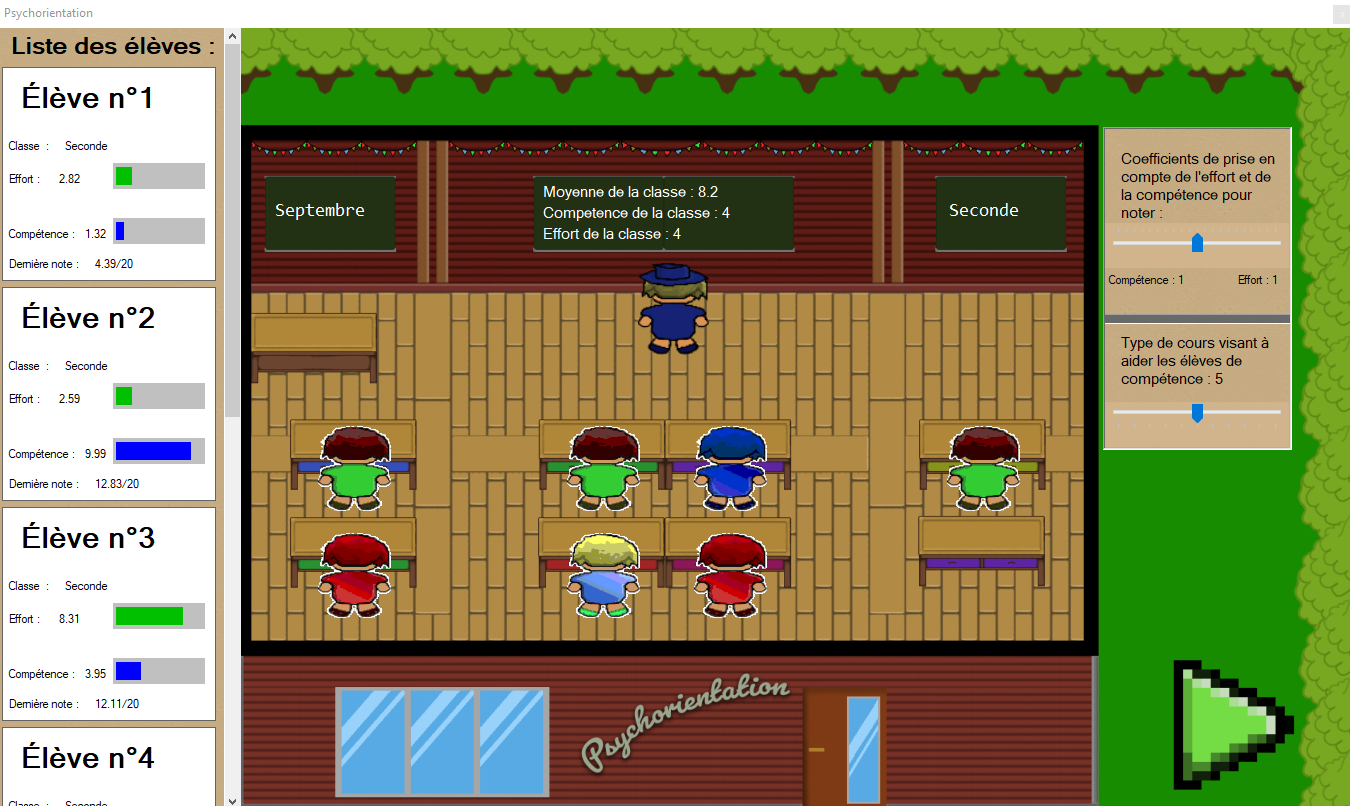 Psychorientation
Liste des élèves :
Élève n°1
Classe : Seconde
Effort : 2.82
Compétence : 1.32
Dernière note : 4.39/20
Élève n°2
Classe : Seconde
Effort : 2.59
Compétence : 9.99
Dernière note : 12.83/20
Élève n°3
Classe : Seconde
Effort : 8.31
Compétence : 3.95
Dernière note : 12.11/20
Élève n°4
Classe : Seconde
Septembre
Moyenne de la classe : 8.2
Competence de la classe : 4
Effort de la classe : 4
Seconde
Coefficients de prise en
compte de l'effort et de
la compétence pour
noter :
Compétence : 1 Effort : 1
Type de cours visant à
aider les élèves de
compétence : 5
Psychorientation